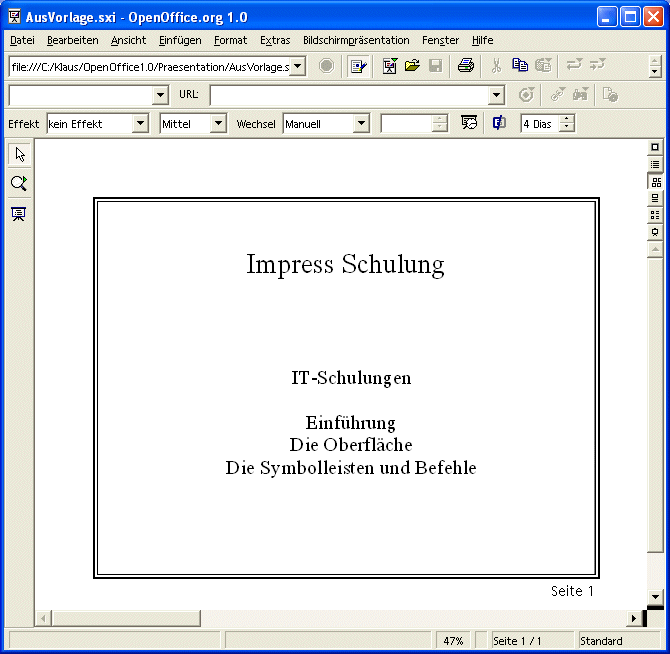 AusVorlage.sxi - OpenOffice.org 1.0
Datei Bearbeiten Ansicht Einfügen Format Extras Bildschirmpräsentation Fenster Hilfe
file:///C:/Klaus/OpenOffice1.0/Praesentation/AusVorlage.s
URL:
Effekt kein Effekt Mittel Wechsel Manuell 4 Dias
Impress Schulung
IT-Schulungen
Einführung
Die Oberfläche
Die Symbolleisten und Befehle
Seite 1
47% Seite 1 / 1 Standard